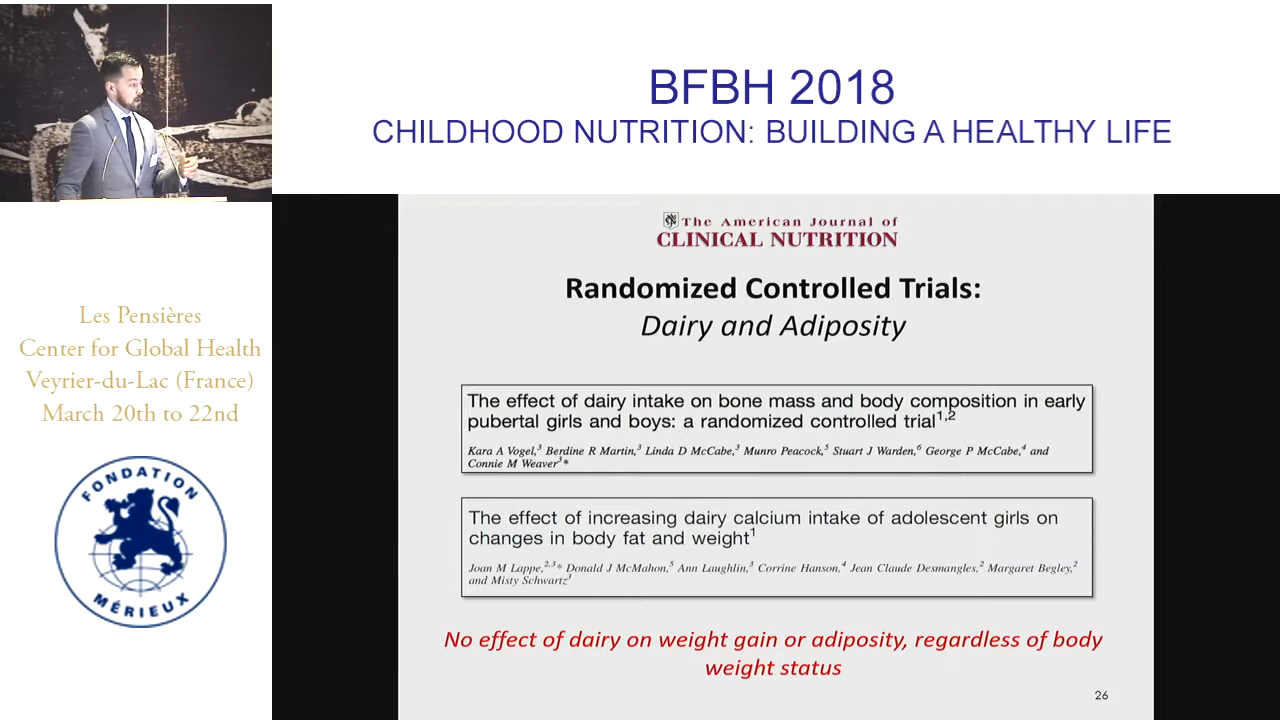 BFBH 2018
CHILDHOOD NUTRITION: BUILDING A HEALTHY LIFE
Les Pensières
Center for Global Health
Veyrier-du-Lac (France)
March 20th to 22nd
FONDATION
MÉRIEUX
The American Journal of
CLINICAL NUTRITION
Randomized Controlled Trials:
Dairy and Adiposity
The effect of dairy intake on bone mass and body composition in early
pubertal girls and boys: a randomized controlled trial1,2
Kara A Vogel,3 Berdine R Martin,3 Linda D McCabe,3 Munro Peacock,5 Stuart J Warden,6 George P McCabe,4 and
Connie M Weaver3*
The effect of increasing dairy calcium intake of adolescent girls on
changes in body fat and weight1
Joan M Lappe,2,3* Donald J McMahon,5 Ann Laughlin,3 Corrine Hanson,4 Jean Claude Desmangles,2 Margaret Begley,2
and Misty Schwartz3
No effect of dairy on weight gain or adiposity, regardless of body
weight status
26